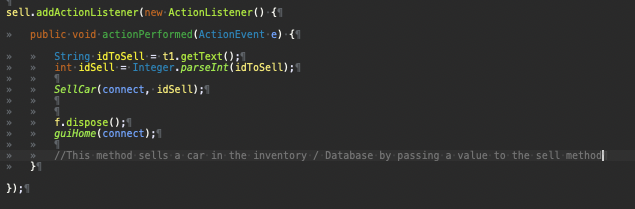 sell.addActionListener(new ActionListener() {¶
» public void actionPerformed(ActionEvent e) {¶
» » String idToSell = t1.getText();¶
» » int idSell = Integer.parseInt(idToSell);¶
» » ¶
» » SellCar(connect, idSell);¶
» » ¶
» » ¶
» » f.dispose();¶
» » guiHome(connect);¶
» » ¶
» » //This method sells a car in the inventory / Database by passing a value to the sell method
» }¶
});¶